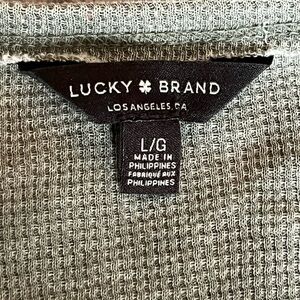 LUCKY BRAND
LOS ANGELES, CA
L/G
MADE IN
PHILIPPINES
FABRIQUÉ AUX
PHILIPPINES